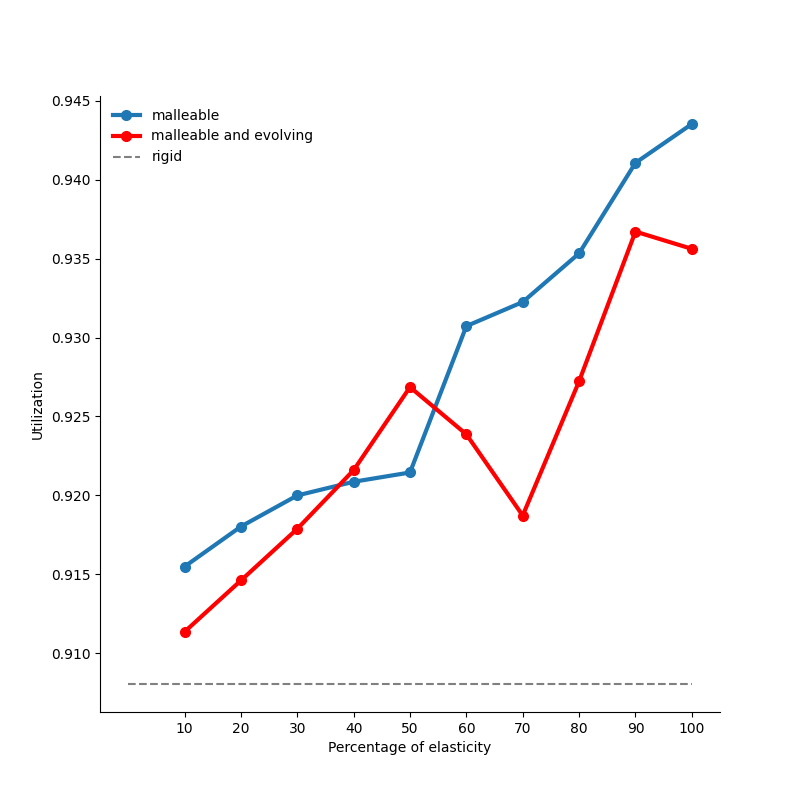 malleable
malleable and evolving
rigid
0.945
0.940
0.935
0.930
0.925
0.920
0.915
0.910
Utilization
10 20 30 40 50 60 70 80 90 100
Percentage of elasticity